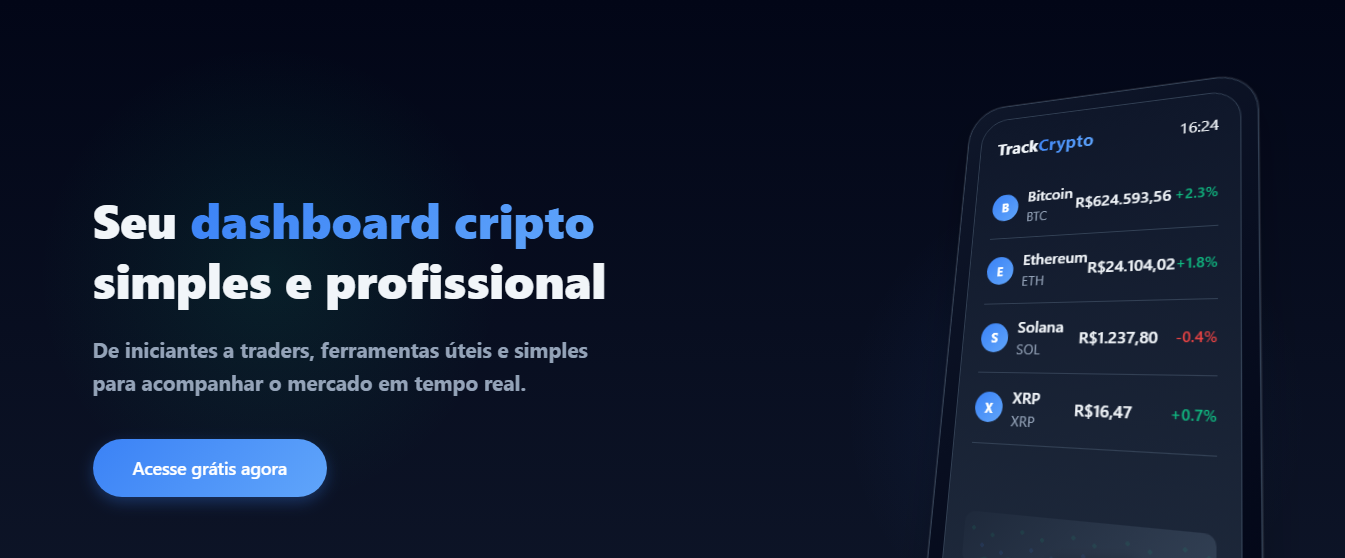 Seu dashboard cripto
simples e profissional
De iniciantes a traders, ferramentas úteis e simples
para acompanhar o mercado em tempo real.
Acesse grátis agora
TrackCrypto 16:24
B Bitcoin R$624.593,56 +2.3%
BTC
E Ethereum R$24.104,02 +1.8%
ETH
S Solana R$1.237,80 -0.4%
SOL
X XRP R$16,47 +0.7%
XRP